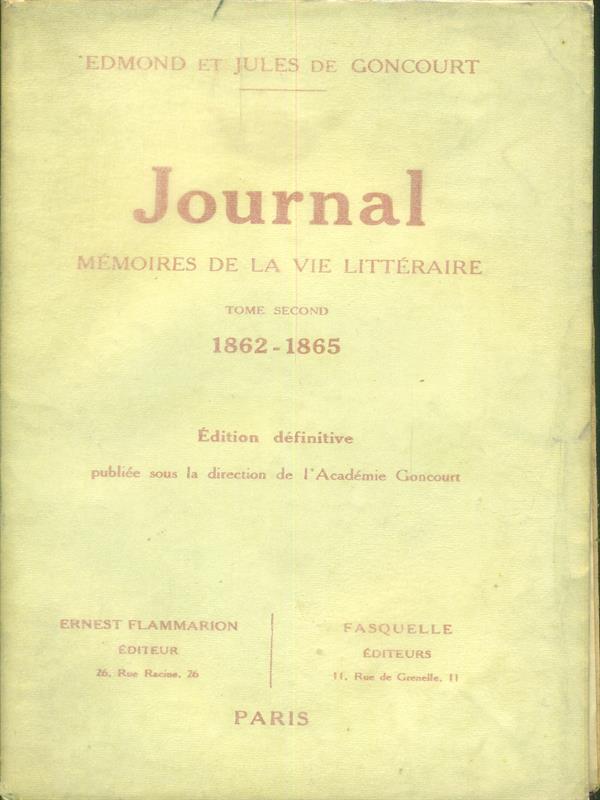 EDMOND ET JULES DE GONCOURT
Journal
MÉMOIRES DE LA VIE LITTÉRAIRE
TOME SECOND
1862-1865
Édition définitive
publiée sous la direction de l'Académie Goncourt
ERNEST FLAMMARION
ÉDITEUR
26, Rue Racine, 26
FASQUELLE
ÉDITEURS
11, Rue de Grenelle, 11
PARIS